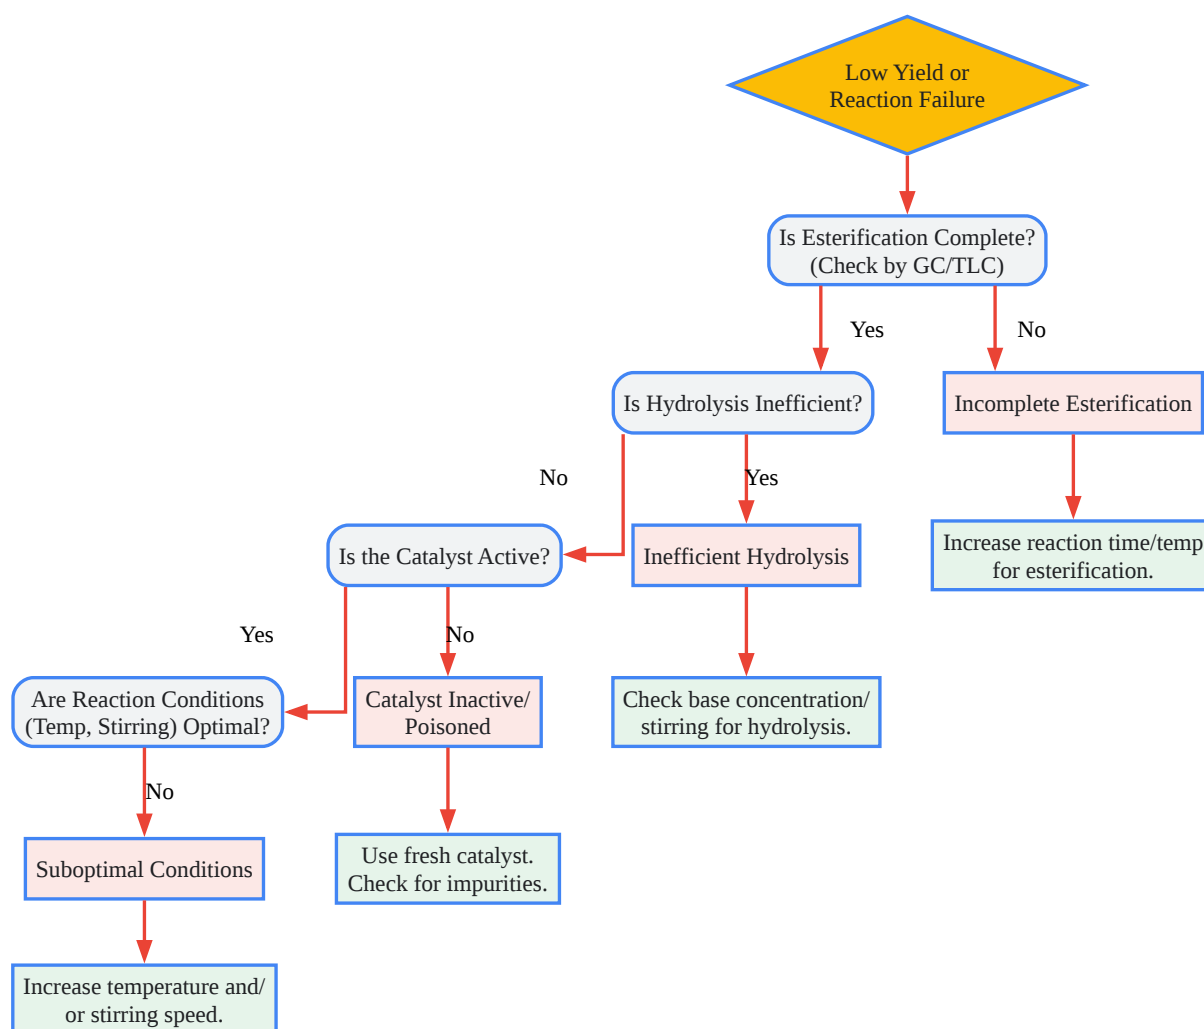 Low Yield or
Reaction Failure
Is Esterification Complete?
(Check by GC/TLC)
Yes
No
Is Hydrolysis Inefficient?
Incomplete Esterification
No
Yes
Is the Catalyst Active?
Inefficient Hydrolysis
Increase reaction time/temp
for esterification.
Yes
No
Are Reaction Conditions
(Temp, Stirring) Optimal?
Catalyst Inactive/
Poisoned
Check base concentration/
stirring for hydrolysis.
No
Suboptimal Conditions
Use fresh catalyst.
Check for impurities.
Increase temperature and/
or stirring speed.